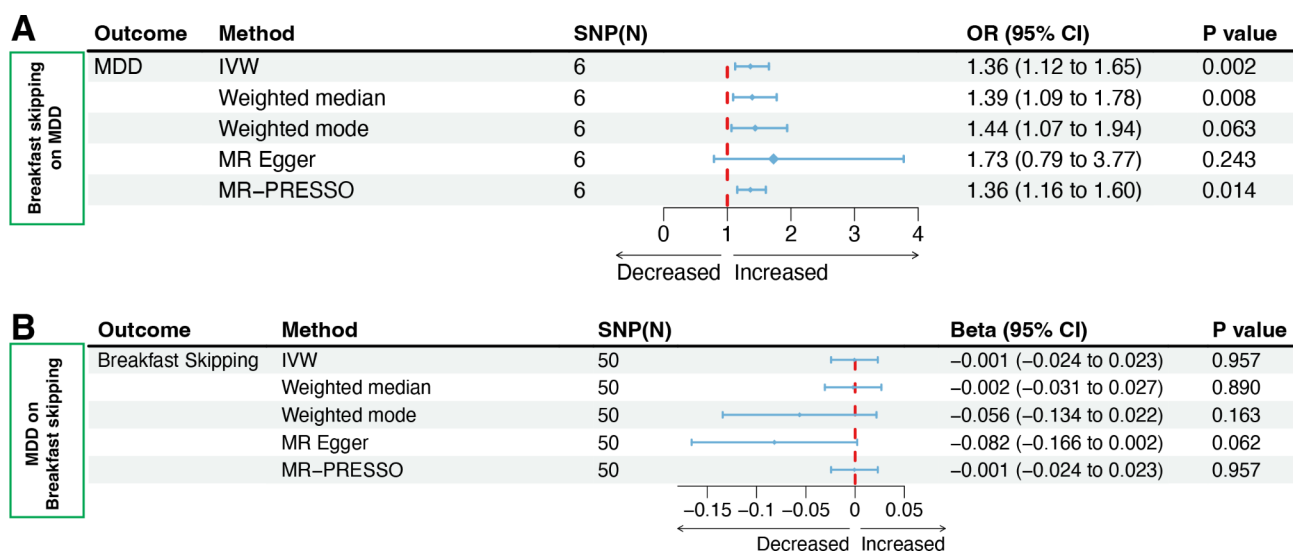 A
Outcome Method SNP(N) OR (95% CI) P value
Breakfast skipping
on MDD
MDD IVW 6 1.36 (1.12 to 1.65) 0.002
Weighted median 6 1.39 (1.09 to 1.78) 0.008
Weighted mode 6 1.44 (1.07 to 1.94) 0.063
MR Egger 6 1.73 (0.79 to 3.77) 0.243
MR−PRESSO 6 1.36 (1.16 to 1.60) 0.014
0 1 2 3 4
Decreased Increased
B
Outcome Method SNP(N) Beta (95% CI) P value
MDD on
Breakfast skipping
Breakfast Skipping IVW 50 −0.001 (−0.024 to 0.023) 0.957
Weighted median 50 −0.002 (−0.031 to 0.027) 0.890
Weighted mode 50 −0.056 (−0.134 to 0.022) 0.163
MR Egger 50 −0.082 (−0.166 to 0.002) 0.062
MR−PRESSO 50 −0.001 (−0.024 to 0.023) 0.957
−0.15 −0.1 −0.05 0 0.05
Decreased Increased